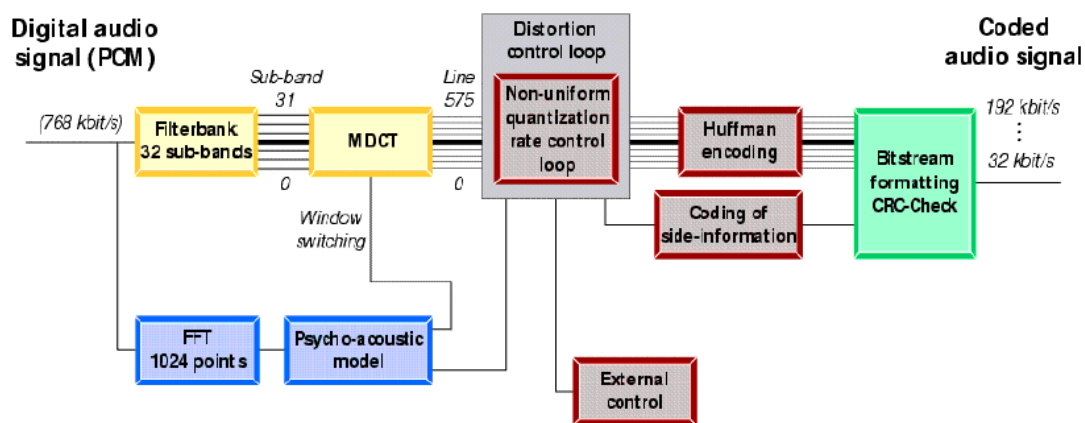 Digital audio
signal (PCM)
(768 kbit/s)
Filterbank
32 sub-bands
Sub-band
31
0
MDCT
Line
575
0
Window
switching
Distortion
control loop
Non-uniform
quantization
rate control
loop
Huffman
encoding
Coding of
side-information
Bitstream
formatting
CRC-Check
Coded
audio signal
192 kbit/s
⋮
32 kbit/s
FFT
1024 points
Psycho-acoustic
model
External
control